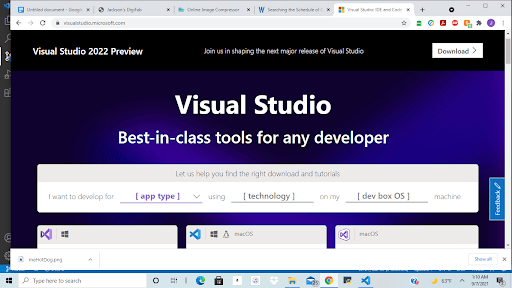 Untitled document - Google
Jackson's DigiFab
Online Image Compressor
Searching the Schedule of
Visual Studio IDE and Code
visualstudio.microsoft.com
Visual Studio 2022 Preview
Join us in shaping the next major release of Visual Studio
Download
Visual Studio
Best-in-class tools for any developer
Let us help you find the right download and tutorials
I want to develop for [ app type ] using [ technology ] on my [ dev box OS ] machine
Feedback
macOS
macOS
Show all
Type here to search
63°F
1:10 AM
9/7/2021